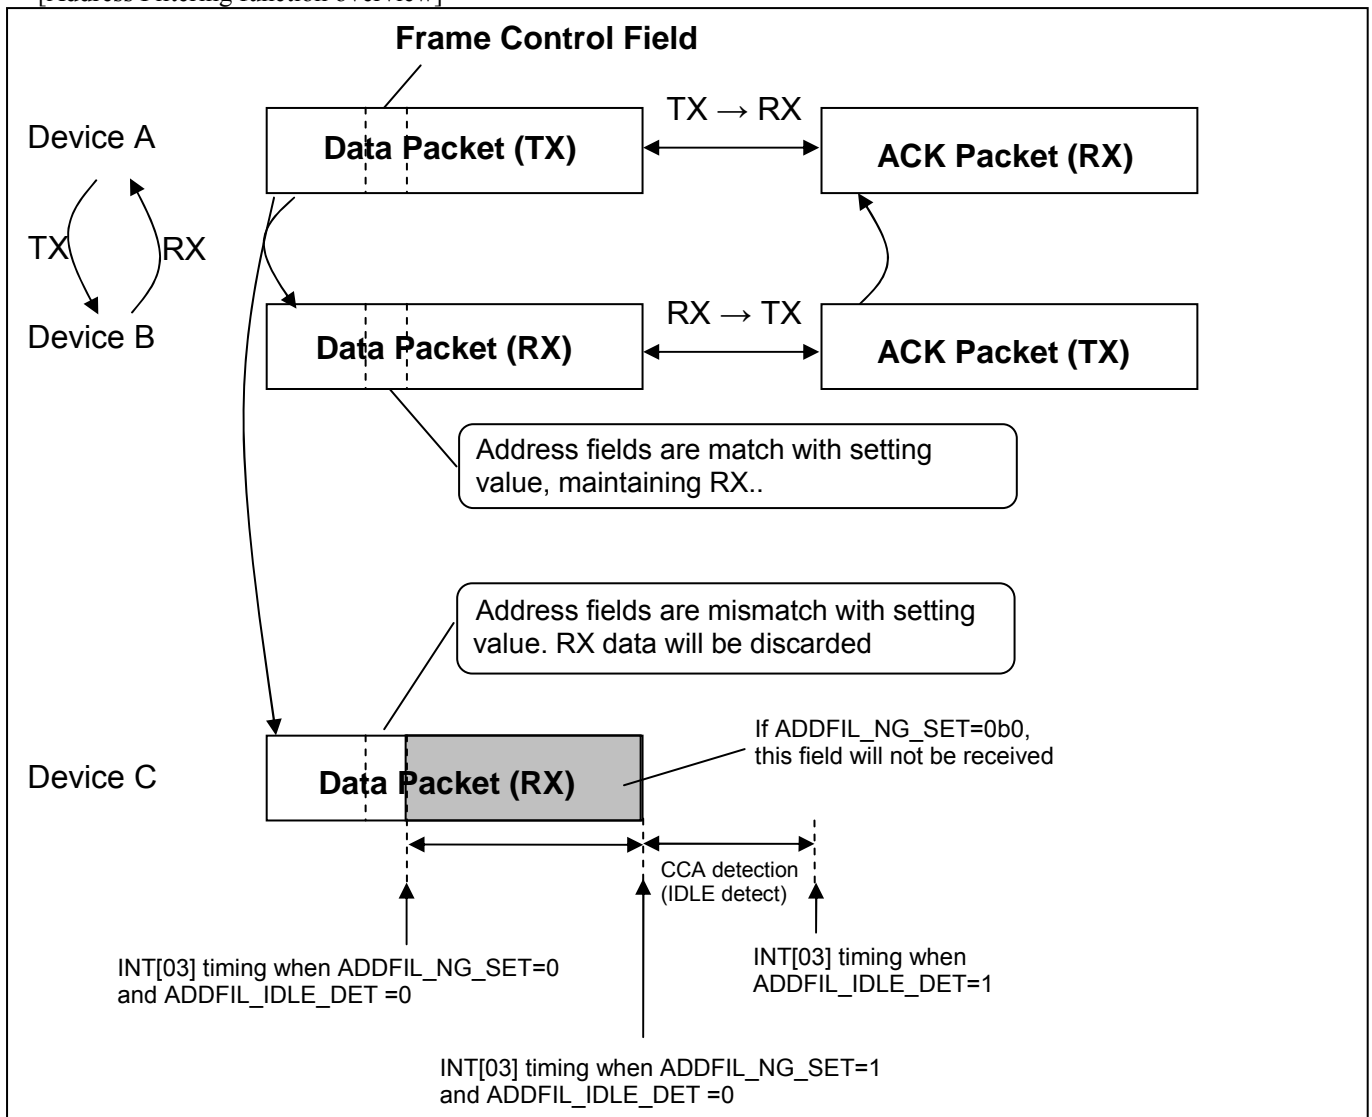 [Address Filtering function overview]
Frame Control Field
Device A
Data Packet (TX)
TX → RX
ACK Packet (RX)
TX
RX
Device B
Data Packet (RX)
RX → TX
ACK Packet (TX)
Address fields are match with setting
value, maintaining RX..
Address fields are mismatch with setting
value. RX data will be discarded
If ADDFIL_NG_SET=0b0,
this field will not be received
Device C
Data Packet (RX)
CCA detection
(IDLE detect)
INT[03] timing when ADDFIL_NG_SET=0
and ADDFIL_IDLE_DET =0
INT[03] timing when
ADDFIL_IDLE_DET=1
INT[03] timing when ADDFIL_NG_SET=1
and ADDFIL_IDLE_DET =0